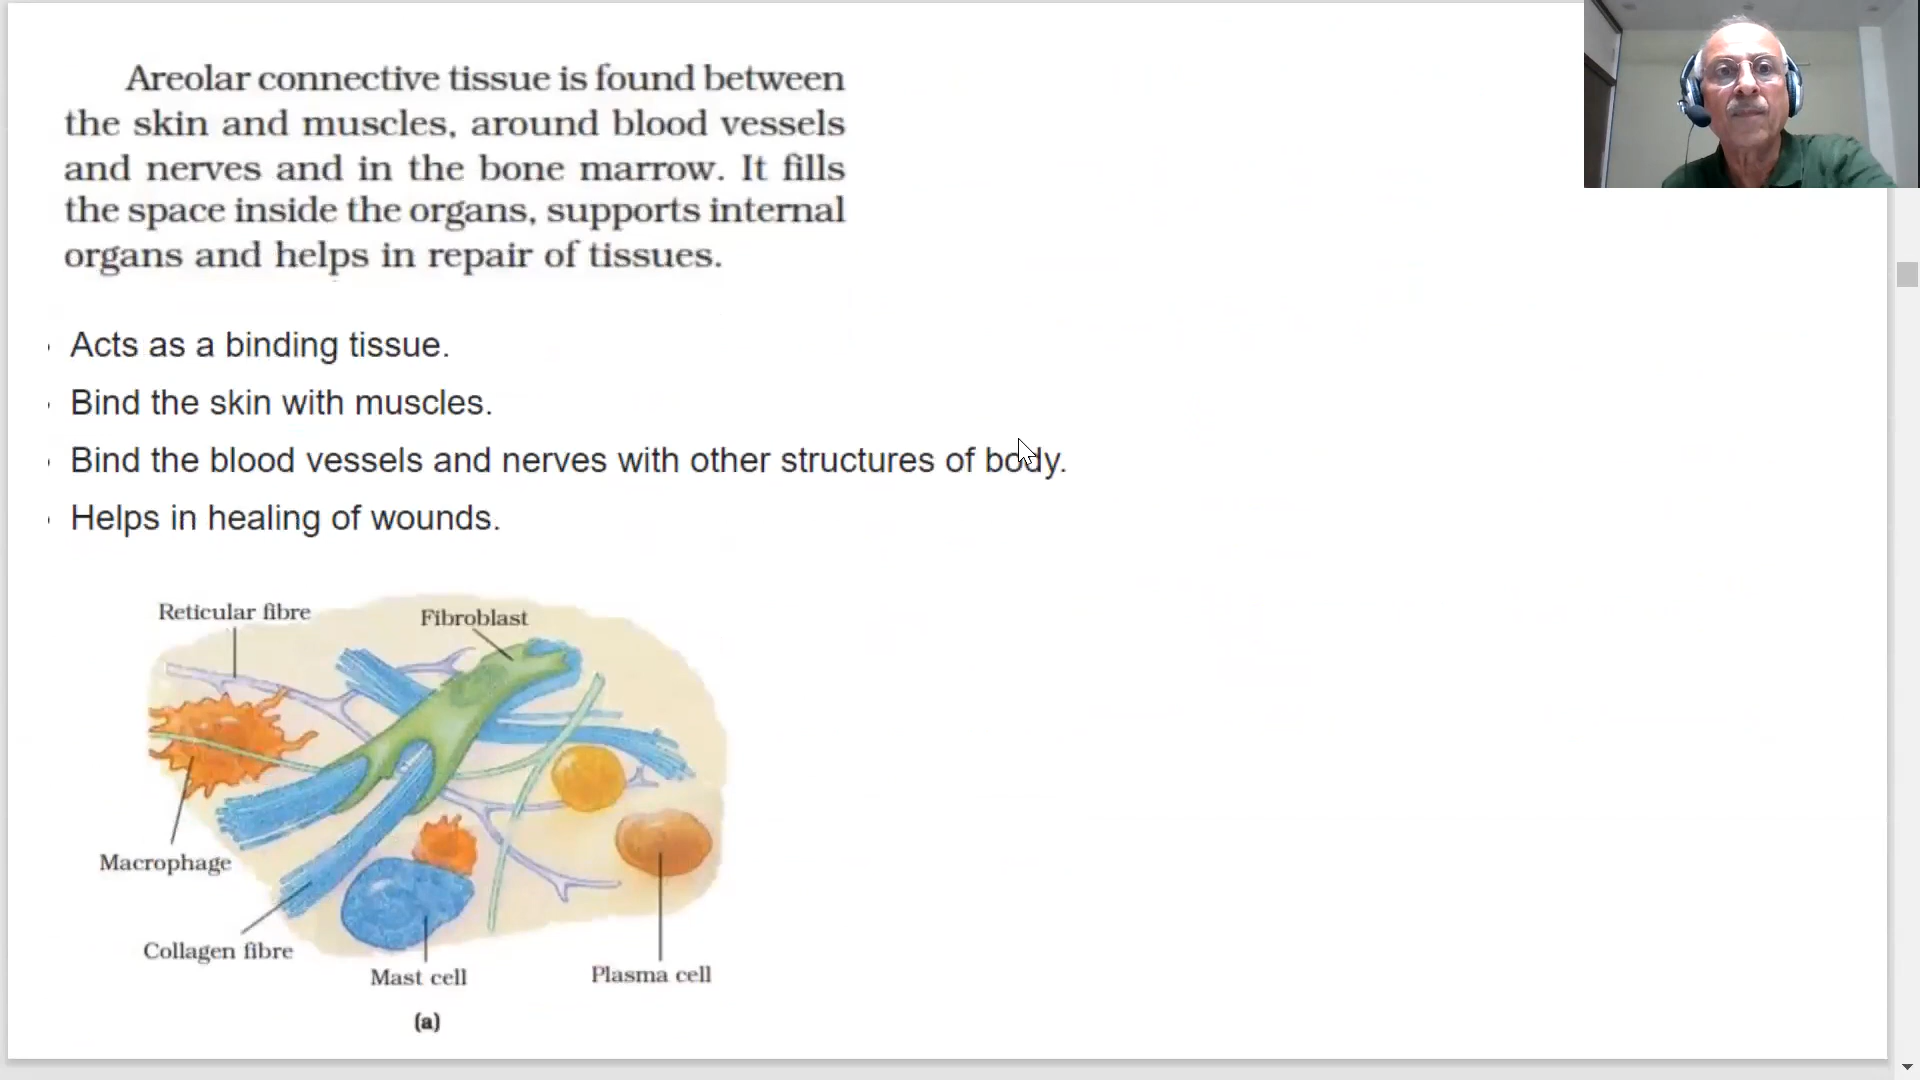 Areolar connective tissue is found between
the skin and muscles, around blood vessels
and nerves and in the bone marrow. It fills
the space inside the organs, supports internal
organs and helps in repair of tissues.
· Acts as a binding tissue.
· Bind the skin with muscles.
· Bind the blood vessels and nerves with other structures of body.
· Helps in healing of wounds.
Reticular fibre
Fibroblast
Macrophage
Collagen fibre
Mast cell
Plasma cell
(a)